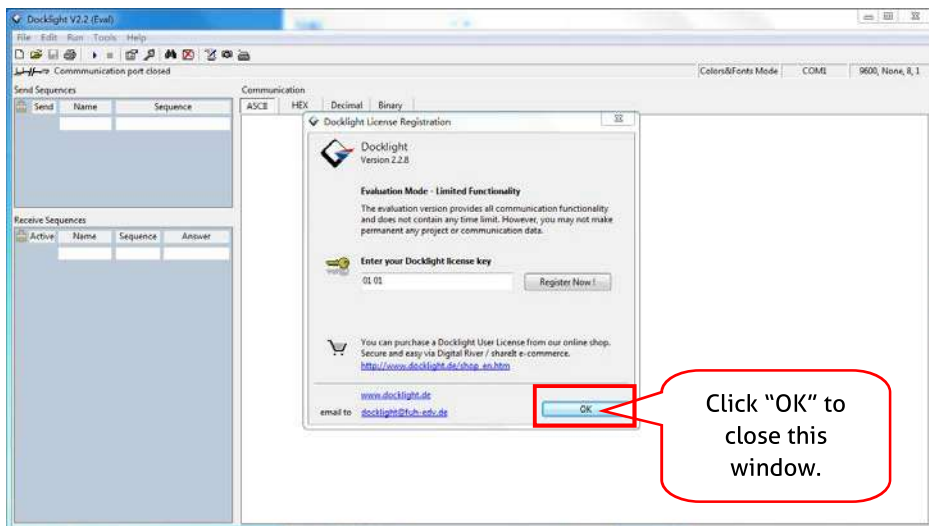 Docklight V2.2 (Eval)
File Edit Run Tools Help
Communication port closed
Colors&Fonts Mode COM1 9600, None, 8, 1
Send Sequences
Send Name Sequence
Communication
ASCII HEX Decimal Binary
Docklight License Registration
Docklight
Version 2.2.8
Evaluation Mode - Limited Functionality
The evaluation version provides all communication functionality
and does not contain any time limit. However, you may not make
permanent any project or communication data.
Receive Sequences
Active Name Sequence Answer
Enter your Docklight license key
01 01
Register Now !
You can purchase a Docklight User License from our online shop.
Secure and easy via Digital River / shareIt e-commerce.
http://www.docklight.de/shop_en.htm
www.docklight.de
email to docklight@fuh-edv.de
OK
Click “OK” to
close this
window.